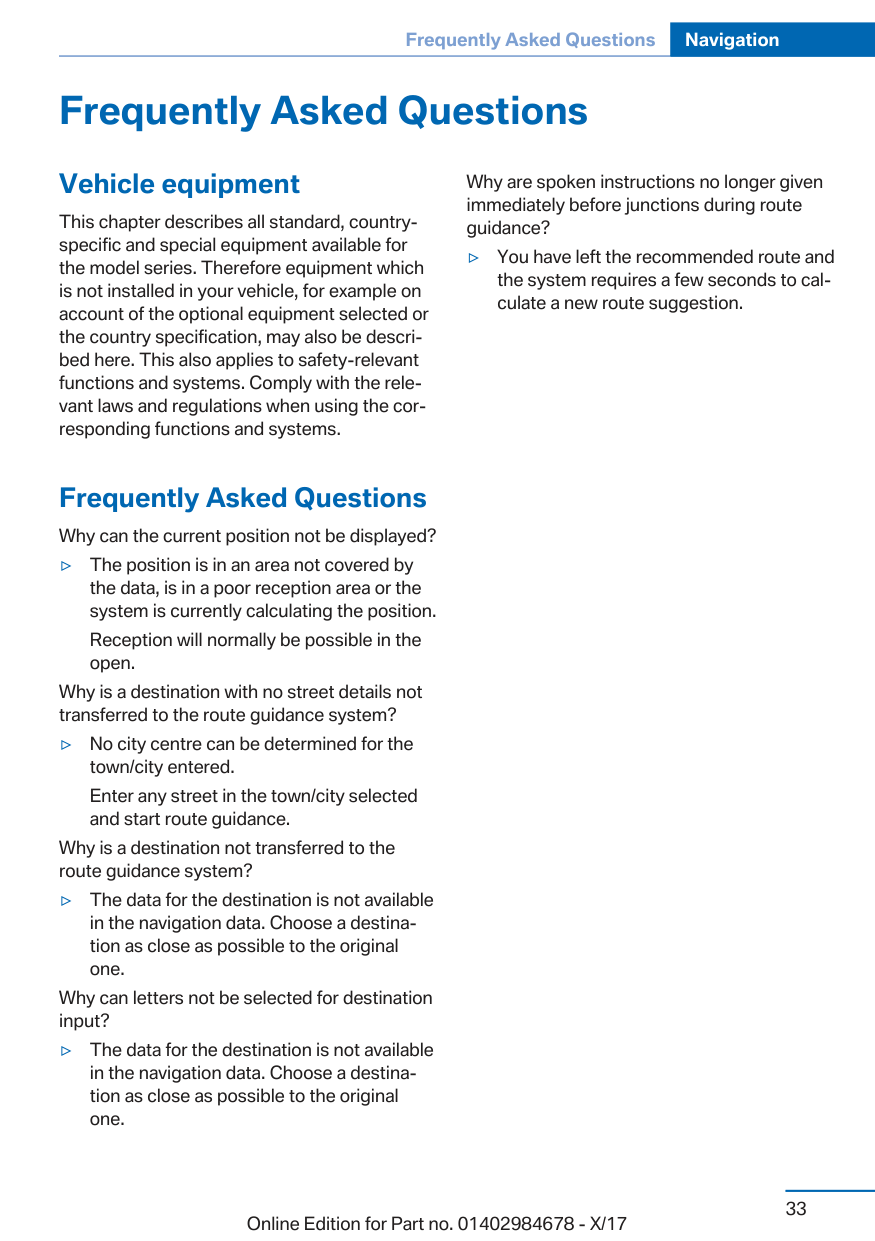 Frequently Asked Questions Navigation
Frequently Asked Questions
Vehicle equipment
This chapter describes all standard, country-
specific and special equipment available for
the model series. Therefore equipment which
is not installed in your vehicle, for example on
account of the optional equipment selected or
the country specification, may also be descri-
bed here. This also applies to safety-relevant
functions and systems. Comply with the rele-
vant laws and regulations when using the cor-
responding functions and systems.
Frequently Asked Questions
Why can the current position not be displayed?
▷ The position is in an area not covered by
the data, is in a poor reception area or the
system is currently calculating the position.
Reception will normally be possible in the
open.
Why is a destination with no street details not
transferred to the route guidance system?
▷ No city centre can be determined for the
town/city entered.
Enter any street in the town/city selected
and start route guidance.
Why is a destination not transferred to the
route guidance system?
▷ The data for the destination is not available
in the navigation data. Choose a destina-
tion as close as possible to the original
one.
Why can letters not be selected for destination
input?
▷ The data for the destination is not available
in the navigation data. Choose a destina-
tion as close as possible to the original
one.
Why are spoken instructions no longer given
immediately before junctions during route
guidance?
▷ You have left the recommended route and
the system requires a few seconds to cal-
culate a new route suggestion.
33
Online Edition for Part no. 01402984678 - X/17